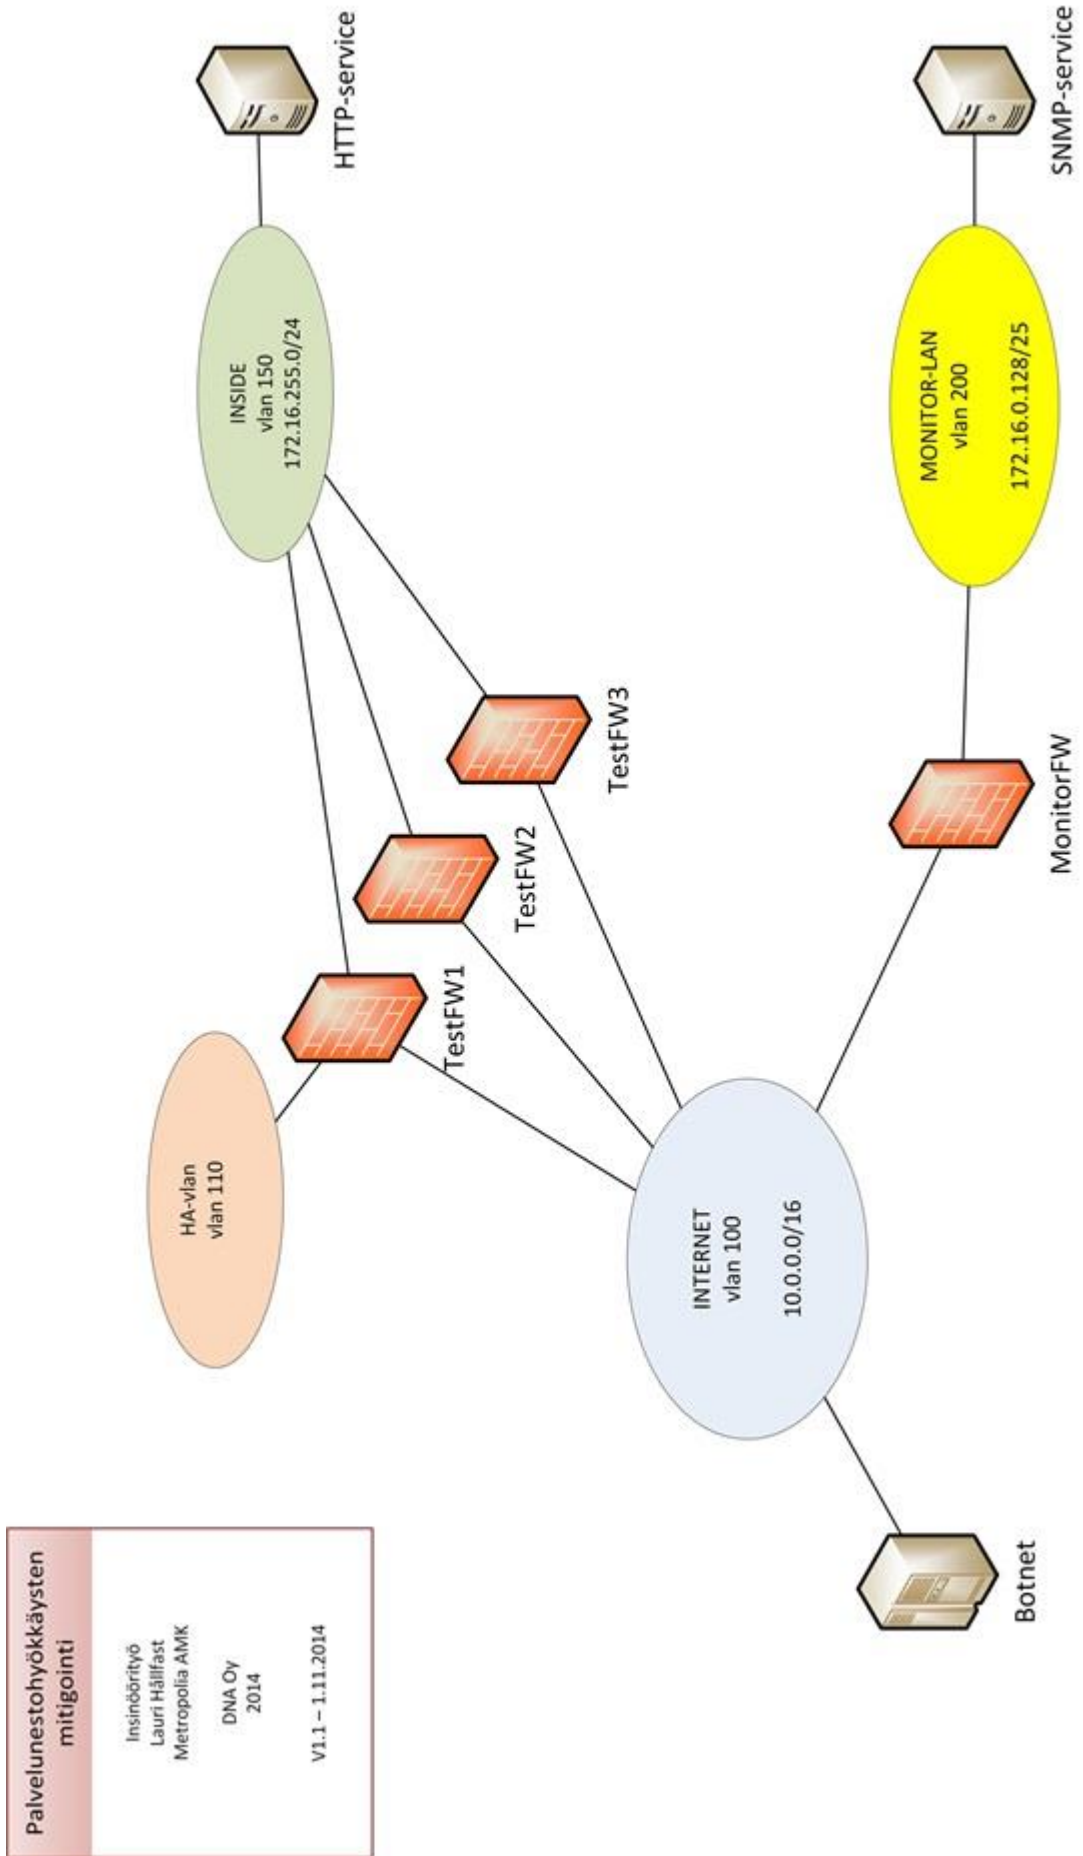 Palvelunestohyökkäysten
mitigointi
Insinöörityö
Lauri Hällfast
Metropolia AMK
DNA Oy
2014
V1.1 – 1.11.2014
HA-vlan
vlan 110
TestFW1
TestFW2
TestFW3
INSIDE
vlan 150
172.16.255.0/24
HTTP-service
INTERNET
vlan 100
10.0.0.0/16
Botnet
MonitorFW
MONITOR-LAN
vlan 200
172.16.0.128/25
SNMP-service